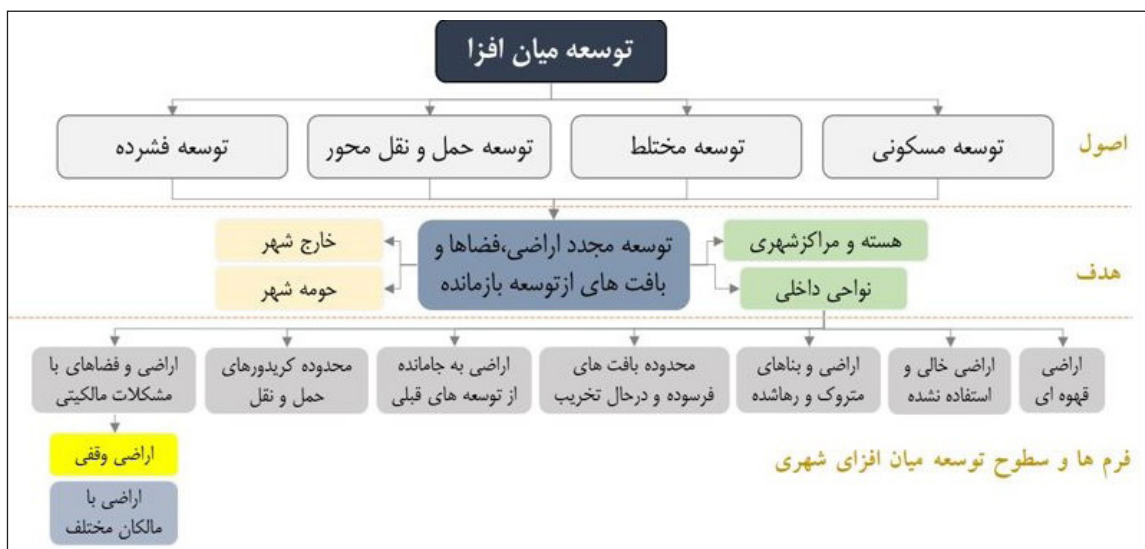 توسعه میان افزا
اصول
توسعه مسکونی
توسعه مختلط
توسعه حمل و نقل محور
توسعه فشرده
هدف
هسته و مراکزشهری
نواحی داخلی
توسعه مجدد اراضی،فضاها و
بافت های ازتوسعه بازمانده
خارج شهر
حومه شهر
اراضی
قهوه ای
اراضی خالی و
استفاده نشده
اراضی و بناهای
متروک و رهاشده
محدوده بافت های
فرسوده و درحال تخریب
اراضی به جامانده
از توسعه های قبلی
محدوده کریدورهای
حمل و نقل
اراضی و فضاهای با
مشکلات مالکیتی
اراضی وقفی
اراضی با
مالکان مختلف
فرم ها و سطوح توسعه میان افزای شهری